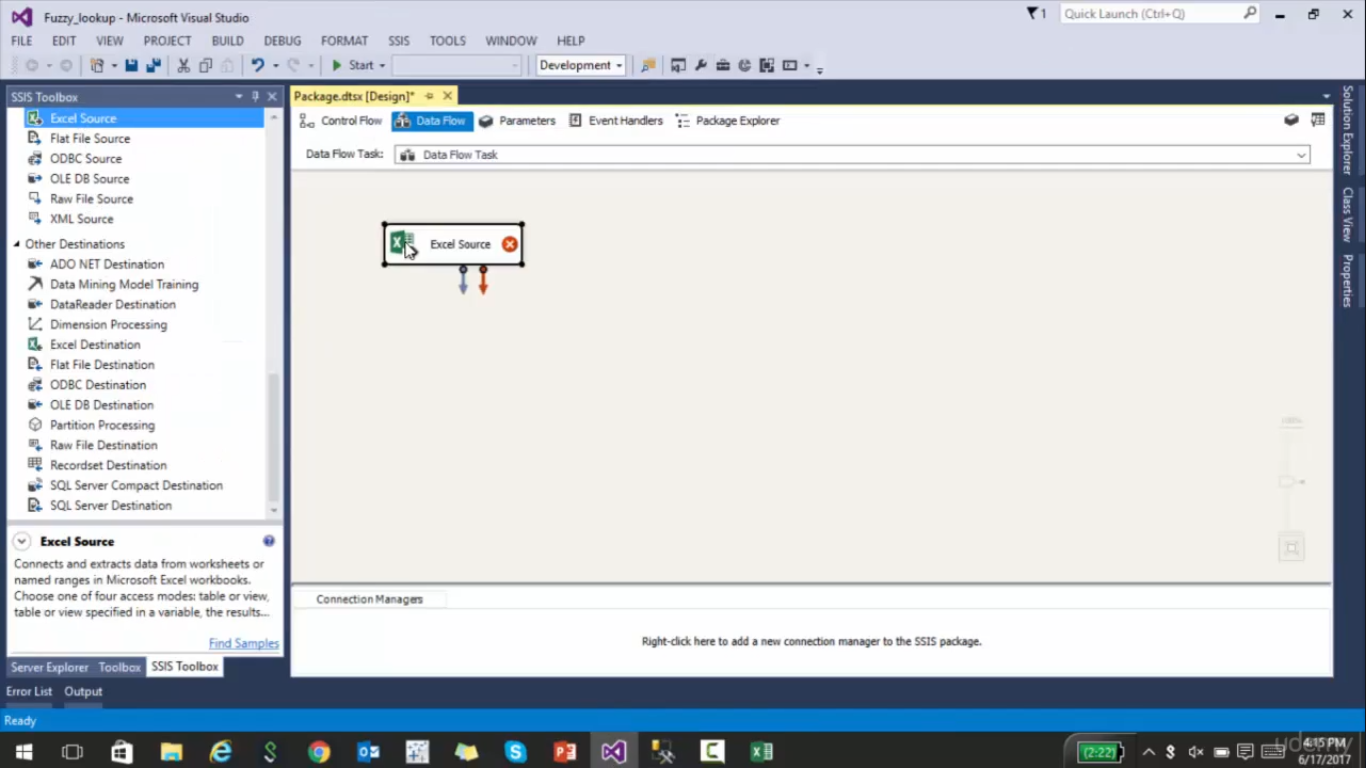 Fuzzy_lookup - Microsoft Visual Studio
1
Quick Launch (Ctrl+Q)
FILE EDIT VIEW PROJECT BUILD DEBUG FORMAT SSIS TOOLS WINDOW HELP
Start
Development
SSIS Toolbox
Package.dtsx [Design]*
Excel Source
Flat File Source
ODBC Source
OLE DB Source
Raw File Source
XML Source
Other Destinations
ADO NET Destination
Data Mining Model Training
DataReader Destination
Dimension Processing
Excel Destination
Flat File Destination
ODBC Destination
OLE DB Destination
Partition Processing
Raw File Destination
Recordset Destination
SQL Server Compact Destination
SQL Server Destination
Excel Source
Connects and extracts data from worksheets or
named ranges in Microsoft Excel workbooks.
Choose one of four access modes: table or view,
table or view specified in a variable, the results...
Find Samples
Server Explorer Toolbox SSIS Toolbox
Control Flow Data Flow Parameters Event Handlers Package Explorer
Data Flow Task: Data Flow Task
Excel Source
Connection Managers
Right-click here to add a new connection manager to the SSIS package.
Solution Explorer
Class View
Properties
Error List Output
Ready
(2:22)
4:15 PM
6/17/2017
udemy